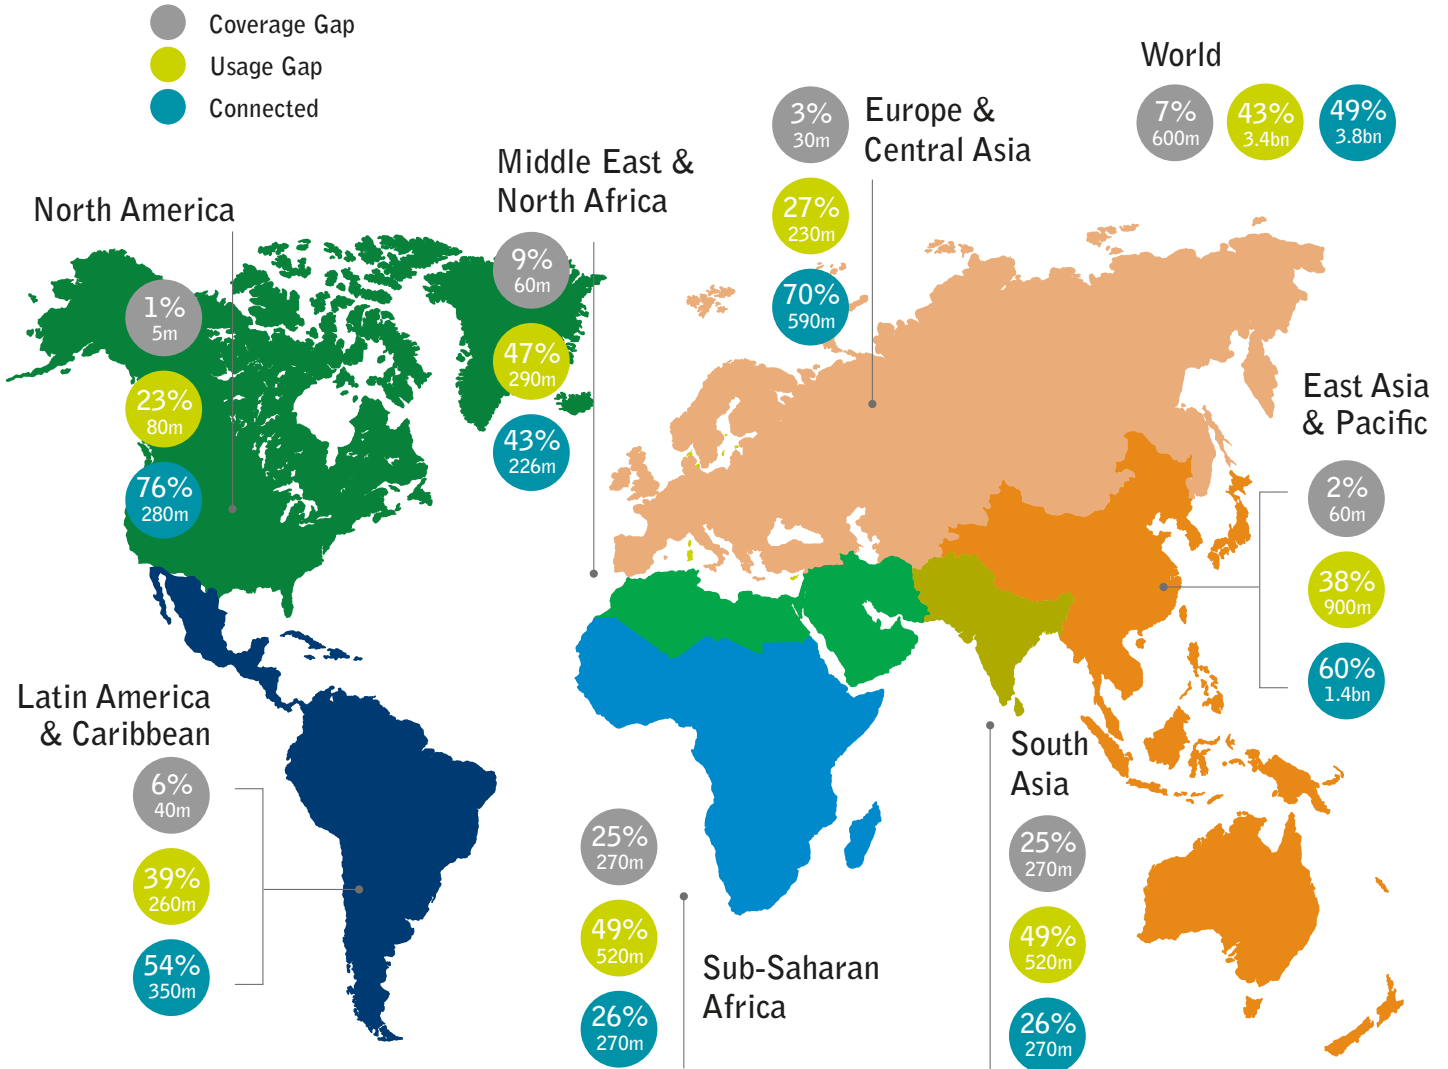 Coverage Gap
Usage Gap
Connected
World
7%
600m
43%
3.4bn
49%
3.8bn
Europe &
Central Asia
3%
30m
27%
230m
70%
590m
Middle East &
North Africa
9%
60m
47%
290m
43%
226m
North America
1%
5m
23%
80m
76%
280m
East Asia
& Pacific
2%
60m
38%
900m
60%
1.4bn
Latin America
& Caribbean
6%
40m
39%
260m
54%
350m
Sub-Saharan
Africa
25%
270m
49%
520m
26%
270m
South
Asia
25%
270m
49%
520m
26%
270m